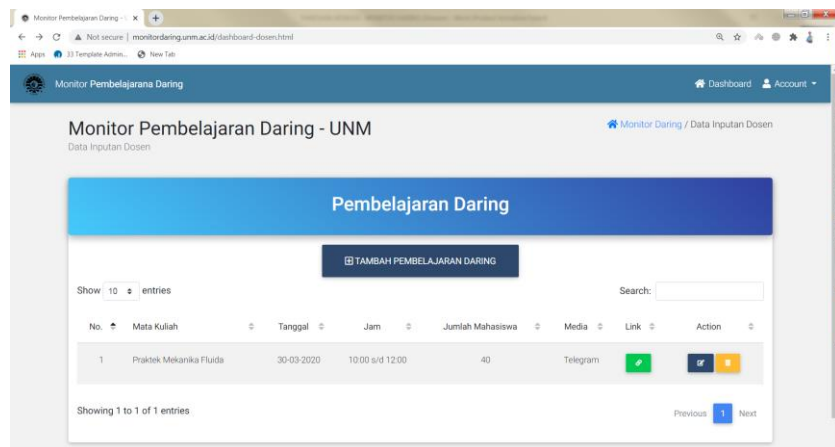 Monitor Pembelajaran Daring -
Not secure | monitordaring.unm.ac.id/dashboard-dosen.html
Apps 33 Template Admin... New Tab
Monitor Pembelajarana Daring Dashboard Account
Monitor Pembelajaran Daring - UNM Monitor Daring / Data Inputan Dosen
Data Inputan Dosen
Pembelajaran Daring
TAMBAH PEMBELAJARAN DARING
Show 10 entries Search:
No. Mata Kuliah Tanggal Jam Jumlah Mahasiswa Media Link Action
1 Praktek Mekanika Fluida 30-03-2020 10:00 s/d 12:00 40 Telegram
Showing 1 to 1 of 1 entries Previous 1 Next